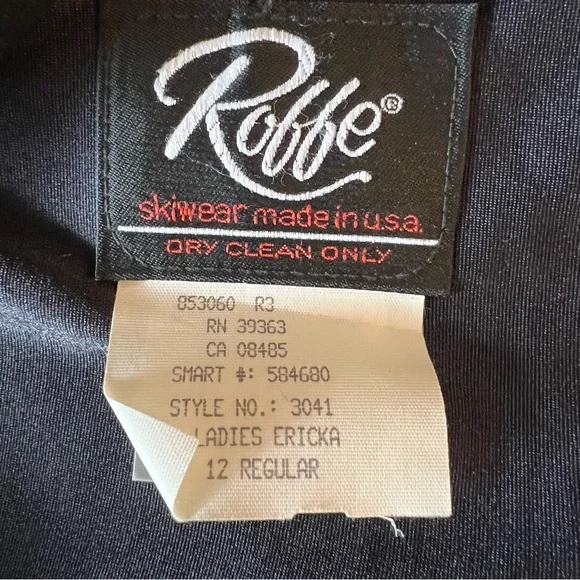 Roffe®
skiwear made in u.s.a.
DRY CLEAN ONLY
853060 R3
RN 39363
CA 08485
SMART #: 584680
STYLE NO.: 3041
LADIES ERICKA
12 REGULAR